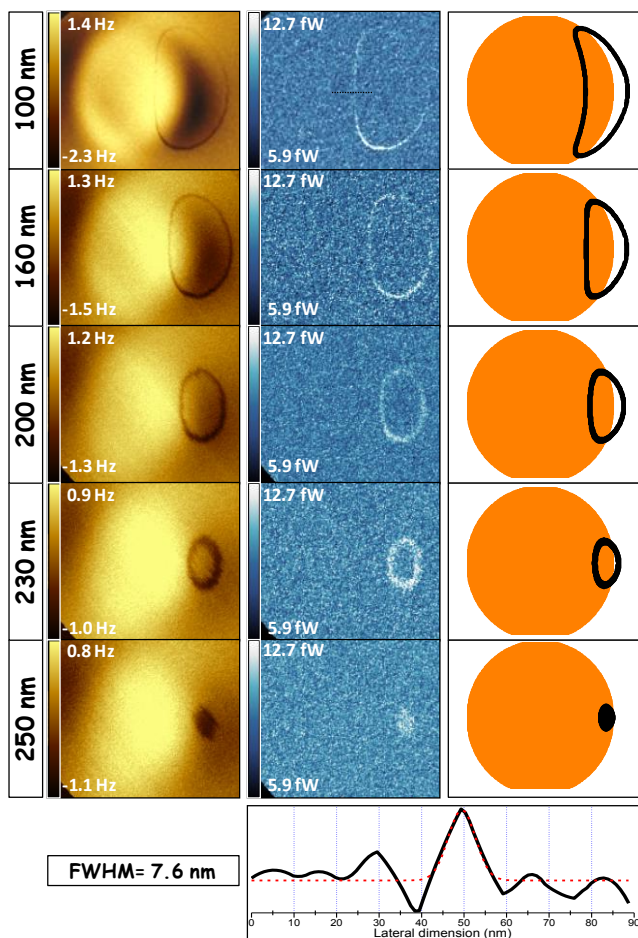 100 nm
1.4 Hz
-2.3 Hz
12.7 fW
5.9 fW
160 nm
1.3 Hz
-1.5 Hz
12.7 fW
5.9 fW
200 nm
1.2 Hz
-1.3 Hz
12.7 fW
5.9 fW
230 nm
0.9 Hz
-1.0 Hz
12.7 fW
5.9 fW
250 nm
0.8 Hz
-1.1 Hz
12.7 fW
5.9 fW
FWHM= 7.6 nm
0 10 20 30 40 50 60 70 80 90
Lateral dimension (nm)